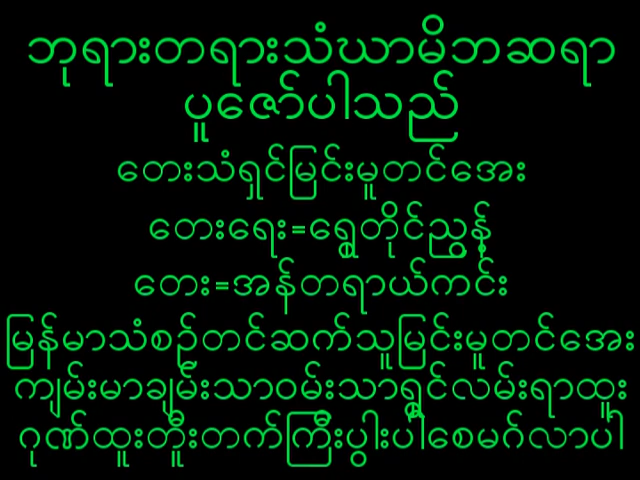 ဘုရားတရားသံဃာမိဘဆရာ
ပူဇော်ပါသည်
တေးသံရှင်မြင်းမူတင်အေး
တေးရေး=ရွှေတိုင်ညွန့်
တေး=အန်တရာယ်ကင်း
မြန်မာသံစဉ်တင်ဆက်သူမြင်းမူတင်အေး
ကျမ်းမာချမ်းသာဝမ်းသာရွှင်လမ်းရာထူး
ဂုဏ်ထူးတိူးတက်ကြီးပွါးပါစေမင်္ဂလာပါ